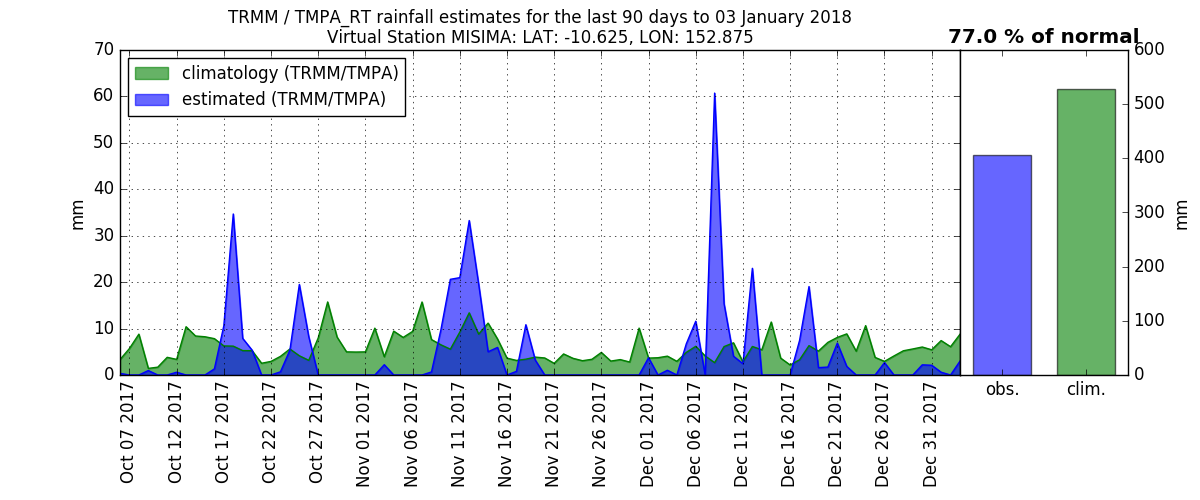 TRMM / TMPA_RT rainfall estimates for the last 90 days to 03 January 2018
Virtual Station MISIMA: LAT: -10.625, LON: 152.875
77.0 % of normal
climatology (TRMM/TMPA)
estimated (TRMM/TMPA)
mm
70
60
50
40
30
20
10
0
Oct 07 2017
Oct 12 2017
Oct 17 2017
Oct 22 2017
Oct 27 2017
Nov 01 2017
Nov 06 2017
Nov 11 2017
Nov 16 2017
Nov 21 2017
Nov 26 2017
Dec 01 2017
Dec 06 2017
Dec 11 2017
Dec 16 2017
Dec 21 2017
Dec 26 2017
Dec 31 2017
obs.
clim.
600
500
400
300
200
100
0
mm